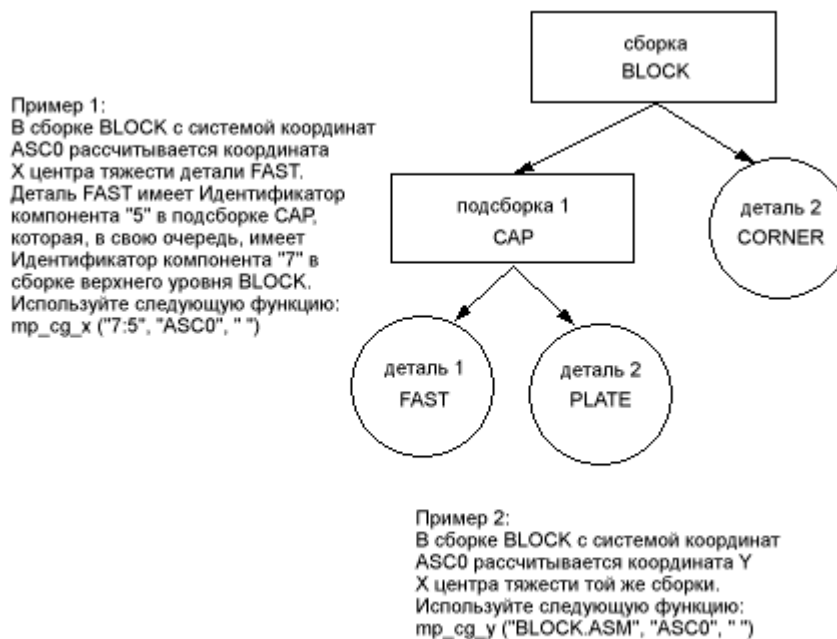 сборка
BLOCK
Пример 1:
В сборке BLOCK с системой координат
ASC0 рассчитывается координата
X центра тяжести детали FAST.
Деталь FAST имеет Идентификатор
компонента "5" в подсборке CAP,
которая, в свою очередь, имеет
Идентификатор компонента "7" в
сборке верхнего уровня BLOCK.
Используйте следующую функцию:
mp_cg_x ("7:5", "ASC0", " ")
подсборка 1
CAP
деталь 2
CORNER
деталь 1
FAST
деталь 2
PLATE
Пример 2:
В сборке BLOCK с системой координат
ASC0 рассчитывается координата Y
X центра тяжести той же сборки.
Используйте следующую функцию:
mp_cg_y ("BLOCK.ASM", "ASC0", " ")